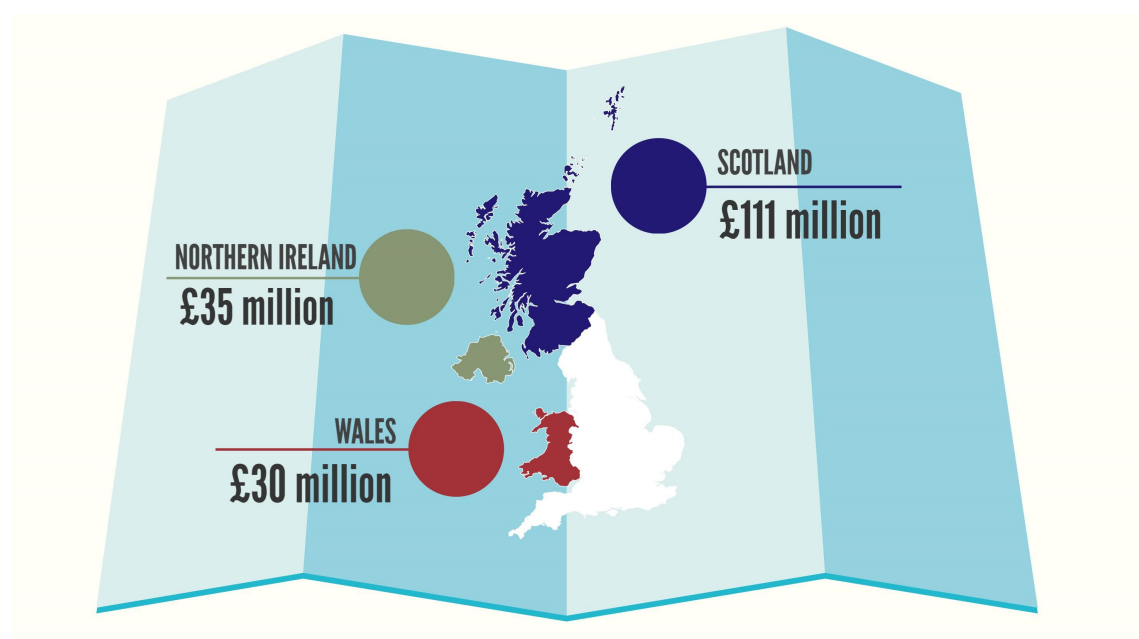 SCOTLAND
£111 million
NORTHERN IRELAND
£35 million
WALES
£30 million